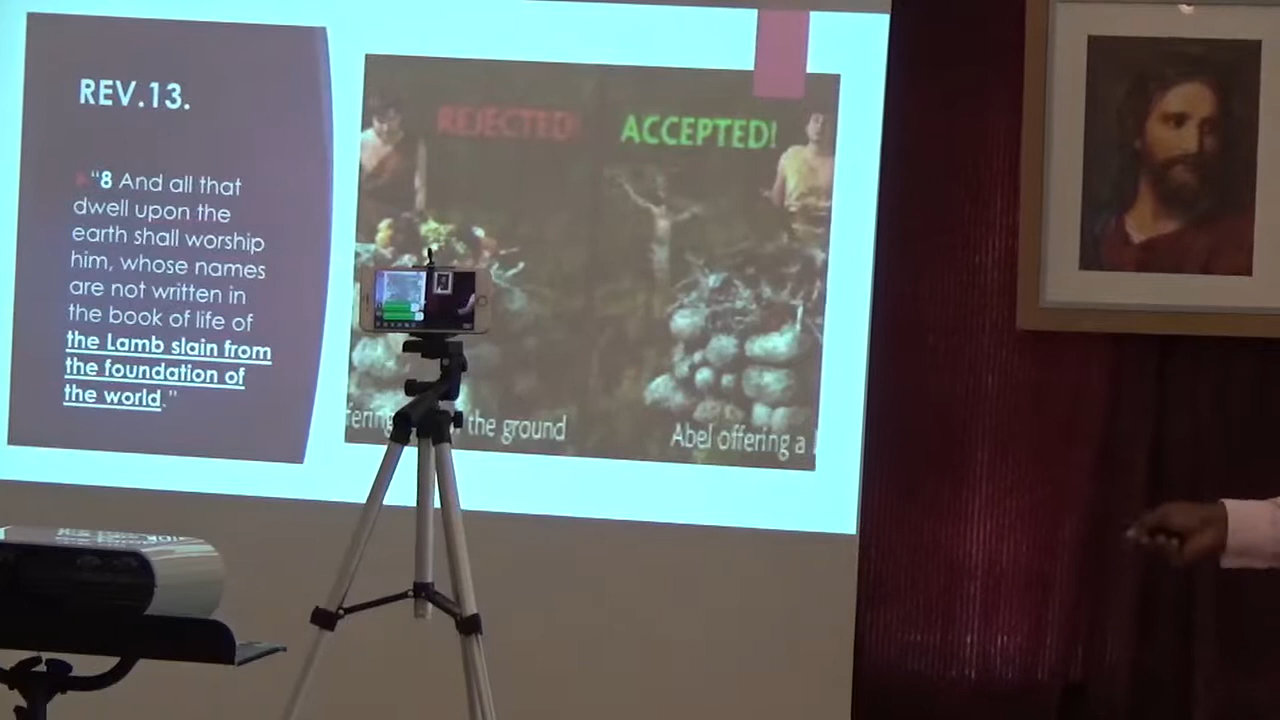 REV.13.
“8 And all that
dwell upon the
earth shall worship
him, whose names
are not written in
the book of life of
the Lamb slain from
the foundation of
the world.”
REJECTED!
ACCEPTED!
the ground
Abel offering a